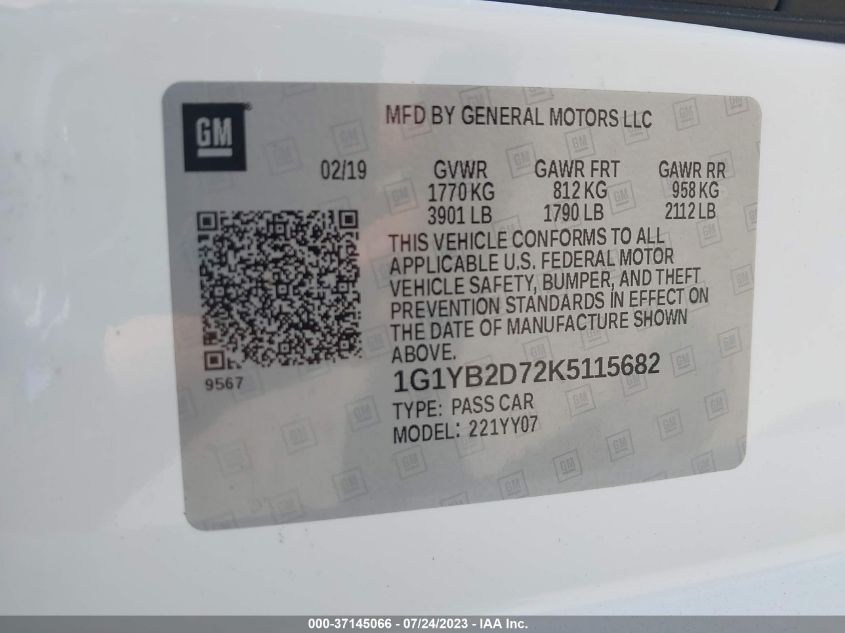 GM ®
MFD BY GENERAL MOTORS LLC
02/19 GVWR GAWR FRT GAWR RR
1770 KG 812 KG 958 KG
3901 LB 1790 LB 2112 LB
THIS VEHICLE CONFORMS TO ALL
APPLICABLE U.S. FEDERAL MOTOR
VEHICLE SAFETY, BUMPER, AND THEFT
PREVENTION STANDARDS IN EFFECT ON
THE DATE OF MANUFACTURE SHOWN
ABOVE.
9567
1G1YB2D72K5115682
TYPE: PASS CAR
MODEL: 221YY07
000-37145066 - 07/24/2023 - IAA Inc.